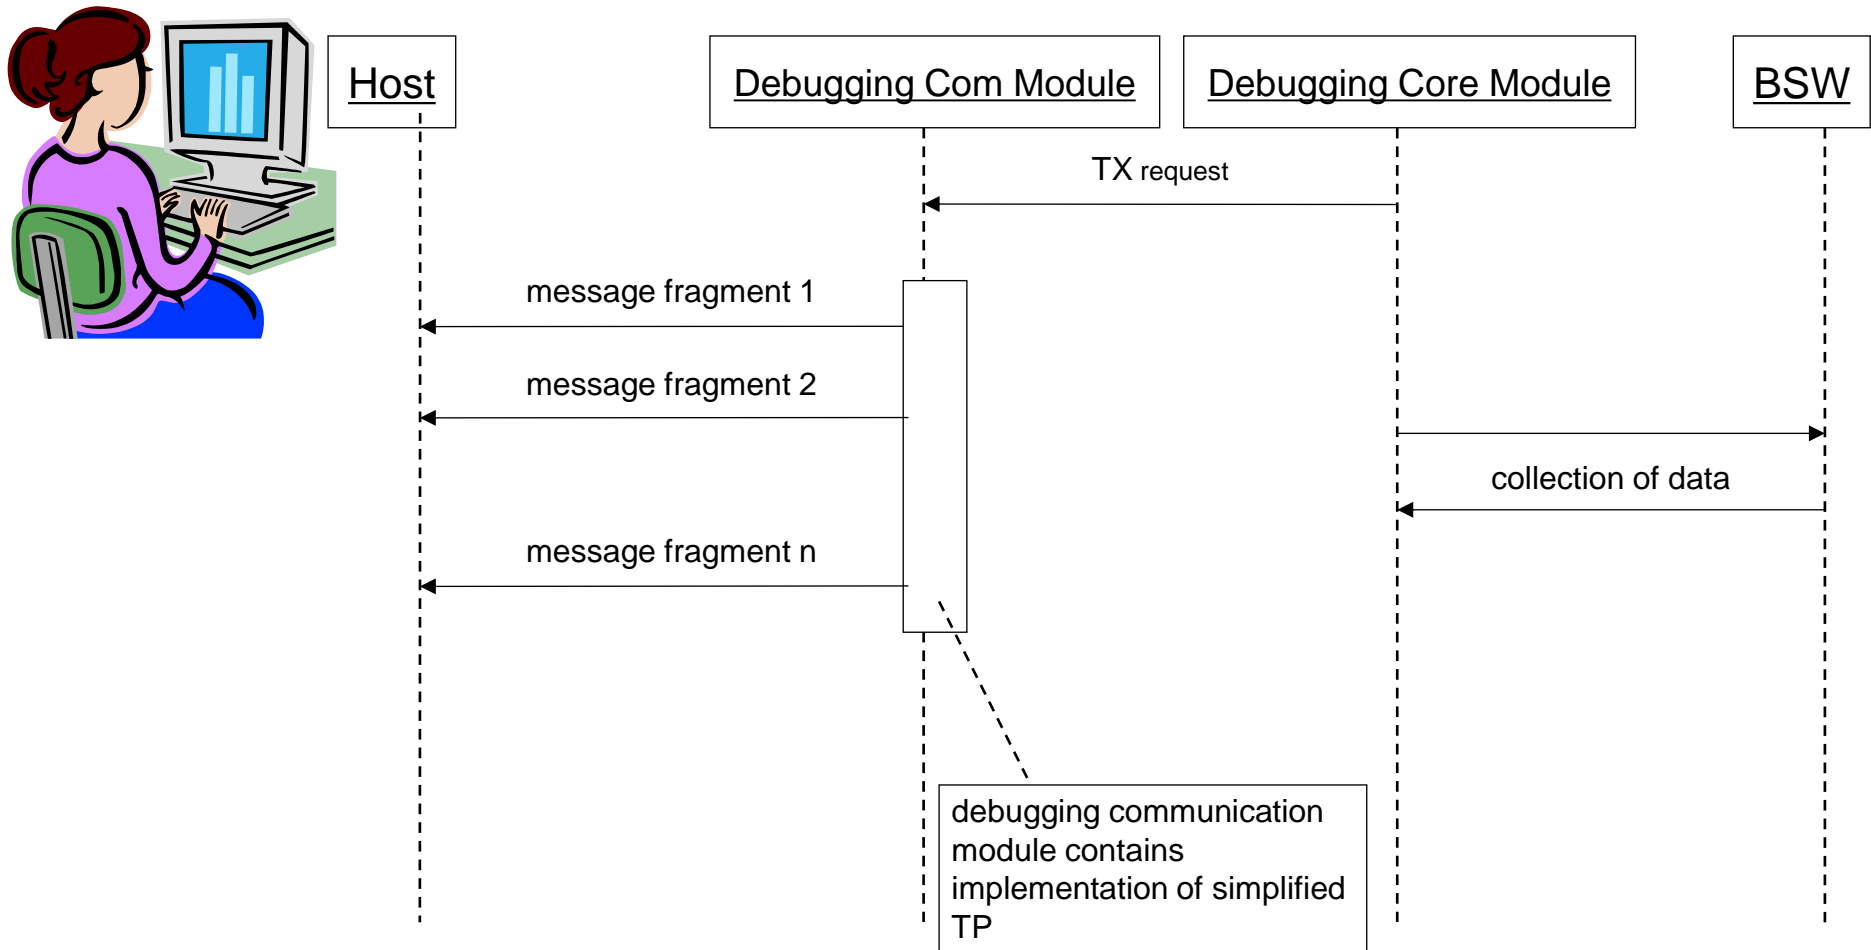 Host
Debugging Com Module
Debugging Core Module
BSW
TX request
message fragment 1
message fragment 2
collection of data
message fragment n
debugging communication
module contains
implementation of simplified
TP